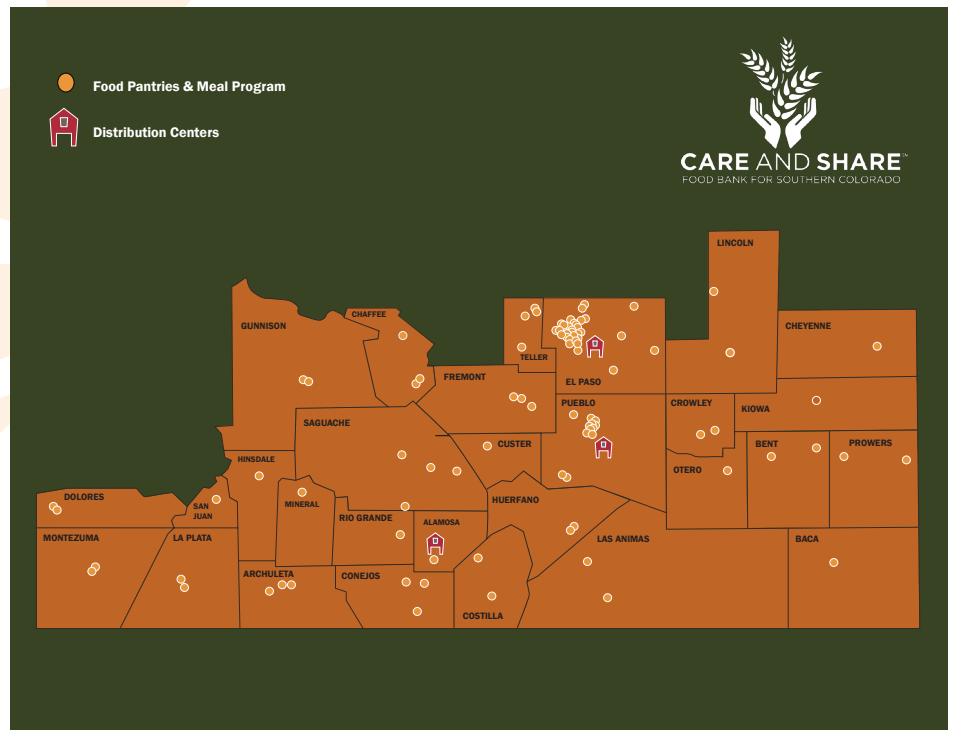 Food Pantries & Meal Program
Distribution Centers
CARE AND SHARE
FOOD BANK FOR SOUTHERN COLORADO
LINCOLN
GUNNISON
CHAFFEE
CHEYENNE
TELLER
FREMONT
EL PASO
PUEBLO
CROWLEY
KIOWA
SAGUACHE
CUSTER
BENT
PROWERS
HINSDALE
OTERO
DOLORES
SAN
JUAN
MINERAL
HUERFANO
RIO GRANDE
ALAMOSA
MONTEZUMA
LA PLATA
LAS ANIMAS
BACA
ARCHULETA
CONEJOS
COSTILLA